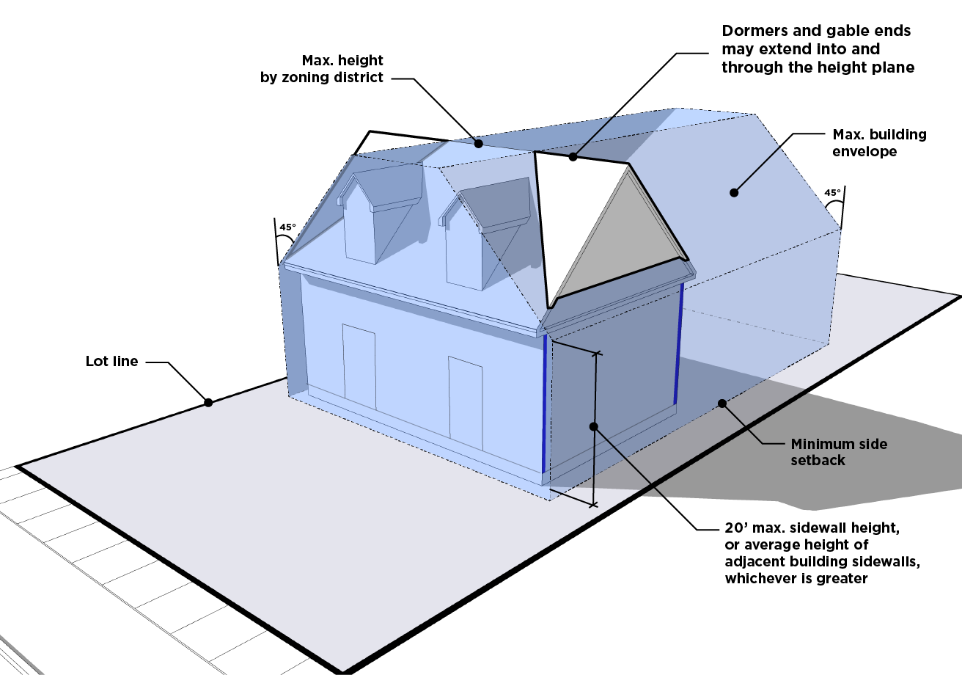 Dormers and gable ends
may extend into and
through the height plane
Max. height
by zoning district
Max. building
envelope
45°
45°
Lot line
Minimum side
setback
20’ max. sidewall height,
or average height of
adjacent building sidewalls,
whichever is greater